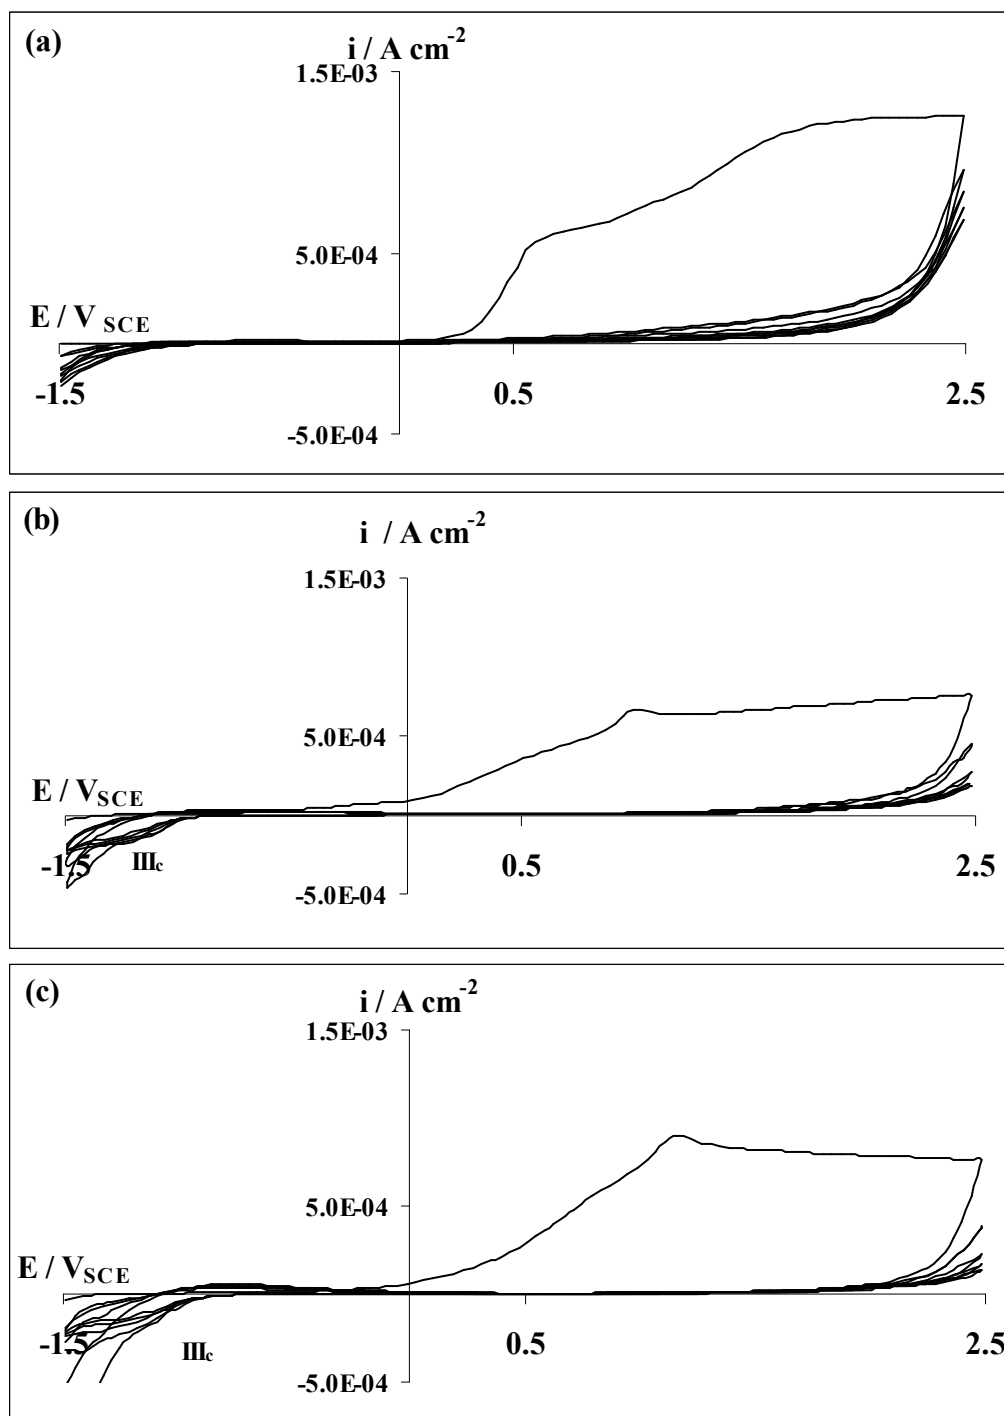 (a)
i / A cm-2
1.5E-03
5.0E-04
E / V SCE
-1.5
0.5
2.5
-5.0E-04
(b)
i / A cm-2
1.5E-03
5.0E-04
E / VSCE
-1.5
IIIc
0.5
2.5
-5.0E-04
(c)
i / A cm-2
1.5E-03
5.0E-04
E / VSCE
-1.5
IIIc
0.5
2.5
-5.0E-04